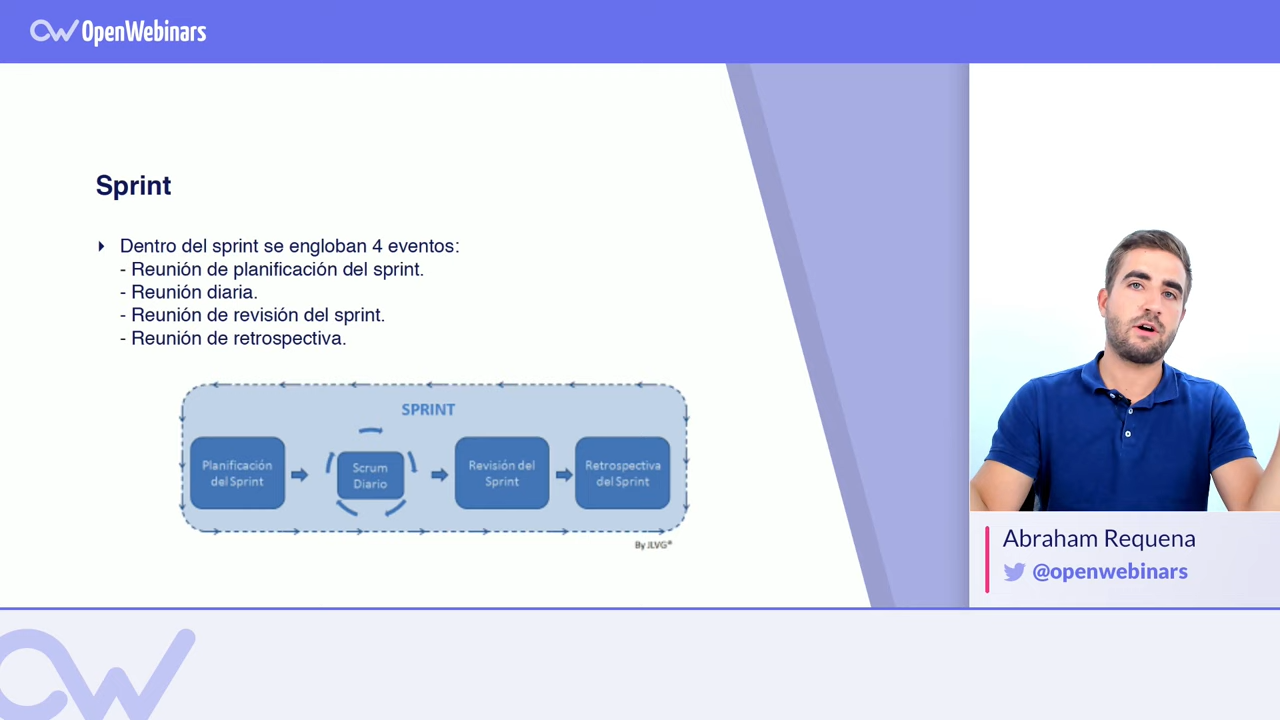 OpenWebinars
Sprint
Dentro del sprint se engloban 4 eventos:
- Reunión de planificación del sprint.
- Reunión diaria.
- Reunión de revisión del sprint.
- Reunión de retrospectiva.
SPRINT
Planificación
del Sprint
Scrum
Diario
Revisión del
Sprint
Retrospectiva
del Sprint
By JLVG®
Abraham Requena
@openwebinars